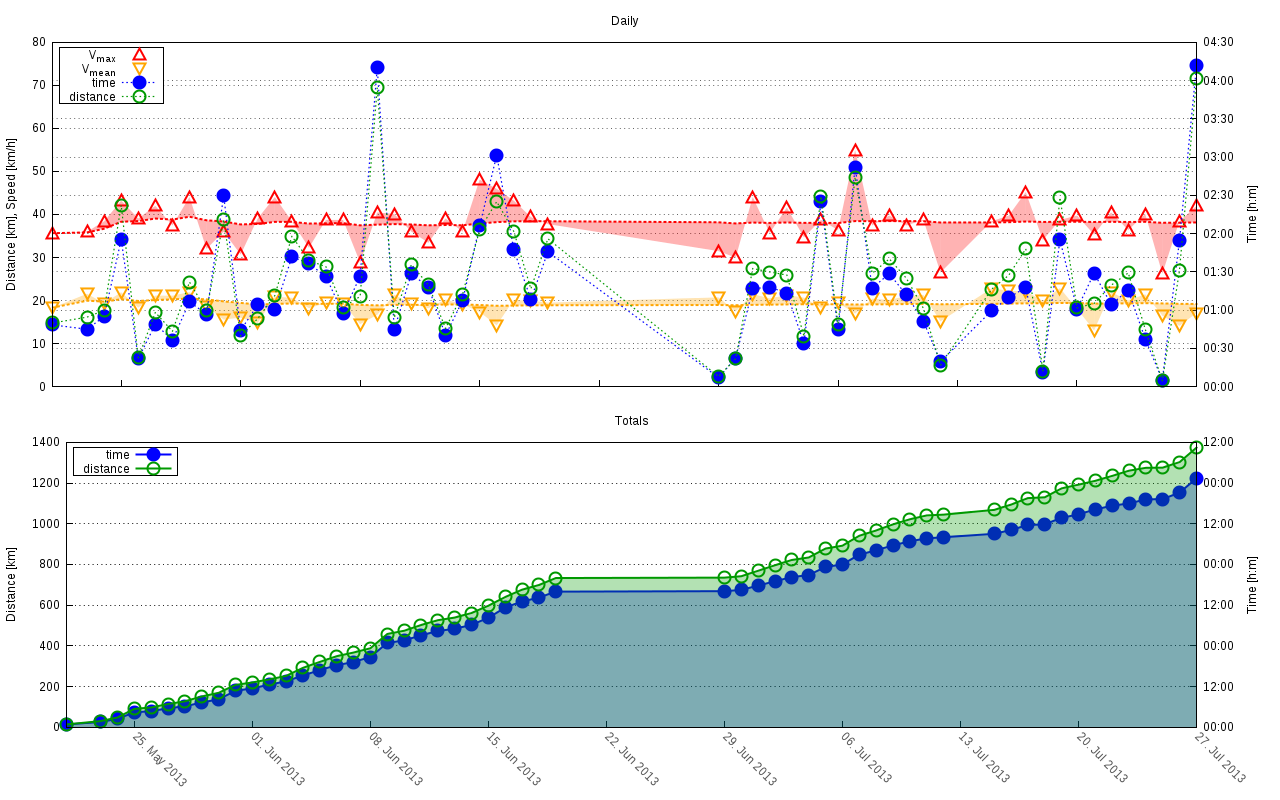 Daily
80
70
60
50
40
30
20
10
0
Distance [km], Speed [km/h]
Vmax
Vmean
time
distance
04:30
04:00
03:30
03:00
02:30
02:00
01:30
01:00
00:30
00:00
Time [h:m]
Totals
1400
1200
1000
800
600
400
200
0
Distance [km]
time
distance
12:00
00:00
12:00
00:00
12:00
00:00
12:00
00:00
Time [h:m]
25. May 2013
01. Jun 2013
08. Jun 2013
15. Jun 2013
22. Jun 2013
29. Jun 2013
06. Jul 2013
13. Jul 2013
20. Jul 2013
27. Jul 2013